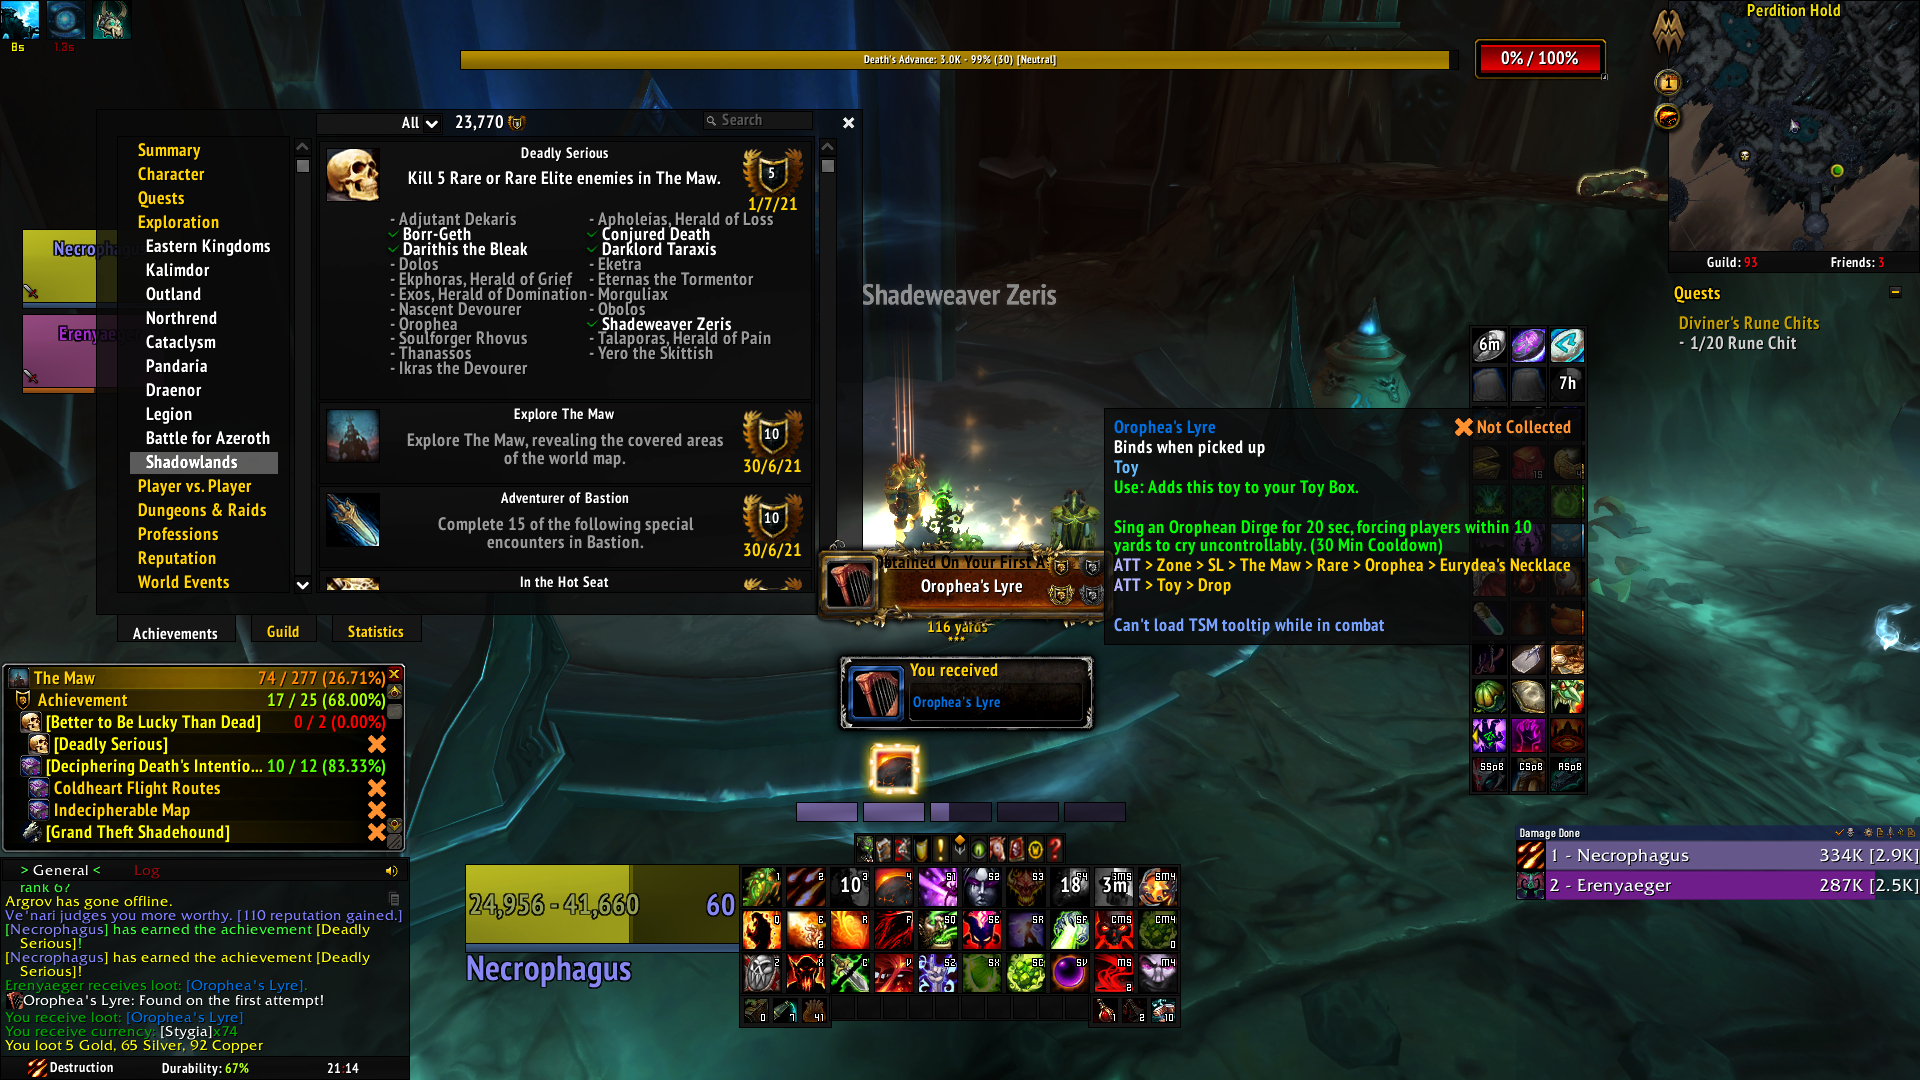 8s
1.3s
Death's Advance: 3.0K - 99% (30) [Neutral]
0% / 100%
Perdition Hold
1
Guild: 93
Friends: 3
Quests
Diviner's Rune Chits
- 1/20 Rune Chit
All
23,770
Search
Summary
Character
Quests
Exploration
Eastern Kingdoms
Kalimdor
Outland
Northrend
Cataclysm
Pandaria
Draenor
Legion
Battle for Azeroth
Shadowlands
Player vs. Player
Dungeons & Raids
Professions
Reputation
World Events
Deadly Serious
Kill 5 Rare or Rare Elite enemies in The Maw.
5
1/7/21
- Adjutant Dekaris
- Apholeias, Herald of Loss
Borr-Geth
Conjured Death
Darithis the Bleak
Darklord Taraxis
- Dolos
- Eketra
- Ekphoras, Herald of Grief
- Eternas the Tormentor
- Exos, Herald of Domination
- Morguliax
- Nascent Devourer
- Obolos
- Orophea
Shadeweaver Zeris
- Soulforger Rhovus
- Talaporas, Herald of Pain
- Thanassos
- Yero the Skittish
- Ikras the Devourer
Explore The Maw
Explore The Maw, revealing the covered areas
of the world map.
10
30/6/21
Adventurer of Bastion
Complete 15 of the following special
encounters in Bastion.
10
30/6/21
In the Hot Seat
Achievements
Guild
Statistics
Shadeweaver Zeris
Orophea's Lyre
Not Collected
Binds when picked up
Toy
Use: Adds this toy to your Toy Box.
Sing an Orophean Dirge for 20 sec, forcing players within 10
yards to cry uncontrollably. (30 Min Cooldown)
ATT > Zone > SL > The Maw > Rare > Orophea > Eurydea's Necklace
ATT > Toy > Drop
Can't load TSM tooltip while in combat
On Your First
Orophea's Lyre
116 yards
***
You received
Orophea's Lyre
6m
7h
SSpB
CSpB
ASpB
The Maw
74 / 277 (26.71%)
Achievement
17 / 25 (68.00%)
[Better to Be Lucky Than Dead]
0 / 2 (0.00%)
[Deadly Serious]
[Deciphering Death's Intentio...
10 / 12 (83.33%)
Coldheart Flight Routes
Indecipherable Map
[Grand Theft Shadehound]
> General <
Log
rank 6?
Argrov has gone offline.
Ve'nari judges you more worthy. [110 reputation gained.]
[Necrophagus] has earned the achievement [Deadly
Serious]!
[Necrophagus] has earned the achievement [Deadly
Serious]!
Erenyaeger receives loot: [Orophea's Lyre].
Orophea's Lyre: Found on the first attempt!
You receive loot: [Orophea's Lyre]
You receive currency: [Stygia]x74
You loot 5 Gold, 65 Silver, 92 Copper
Destruction
Durability: 67%
21:14
24,956 - 41,660
60
Necrophagus
10
18
3m
Damage Done
1 - Necrophagus
334K [2.9K]
2 - Erenyaeger
287K [2.5K]